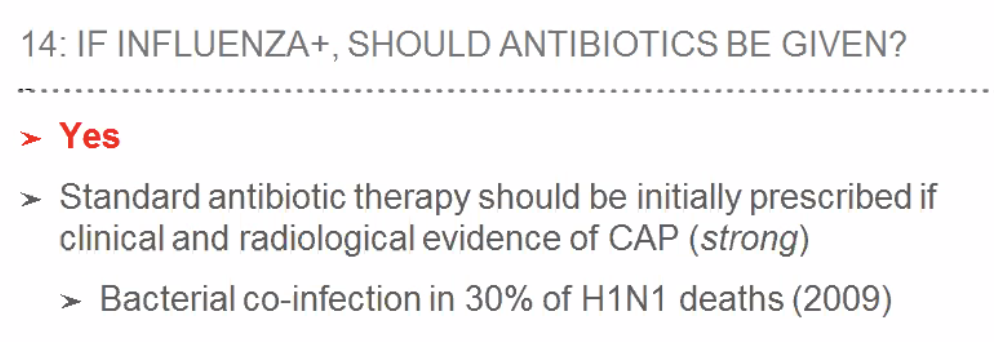 14: IF INFLUENZA+, SHOULD ANTIBIOTICS BE GIVEN?
➢ Yes
➢ Standard antibiotic therapy should be initially prescribed if
clinical and radiological evidence of CAP (strong)
➢ Bacterial co-infection in 30% of H1N1 deaths (2009)